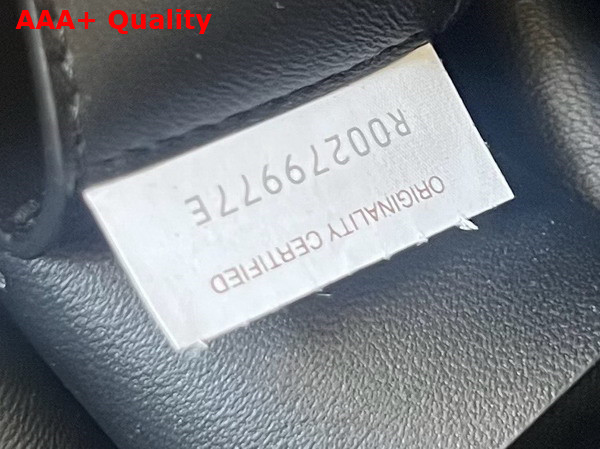 AAA+ Quality
ORIGINALITY CERTIFIED
R00279977E